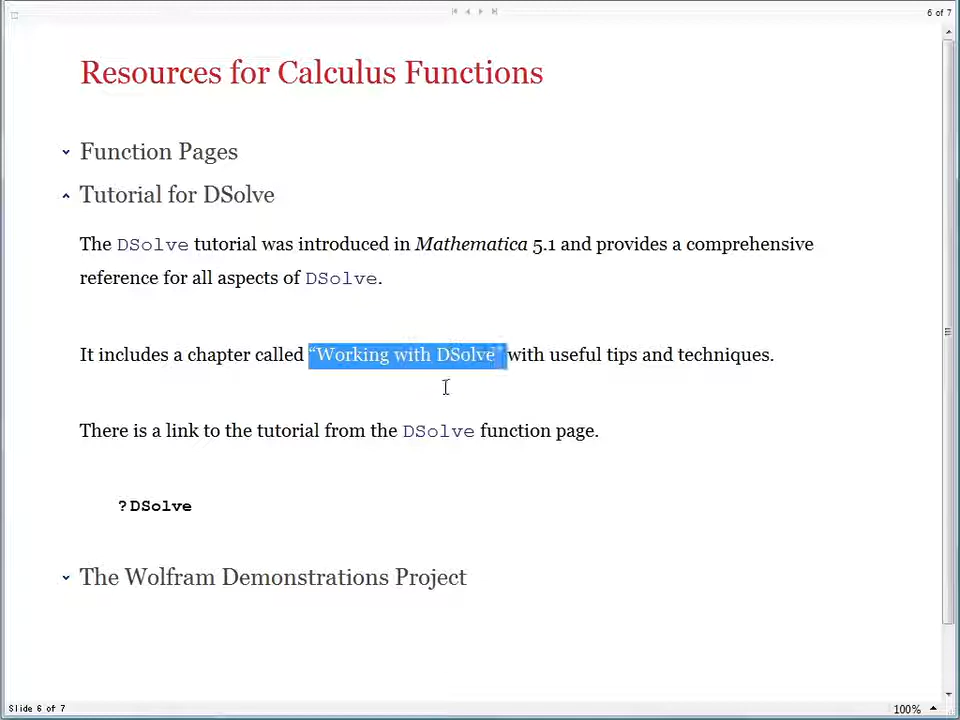 6 of 7
Resources for Calculus Functions
Function Pages
Tutorial for DSolve
The DSolve tutorial was introduced in Mathematica 5.1 and provides a comprehensive
reference for all aspects of DSolve.
It includes a chapter called “Working with DSolve” with useful tips and techniques.
There is a link to the tutorial from the DSolve function page.
?DSolve
The Wolfram Demonstrations Project
Slide 6 of 7
100%